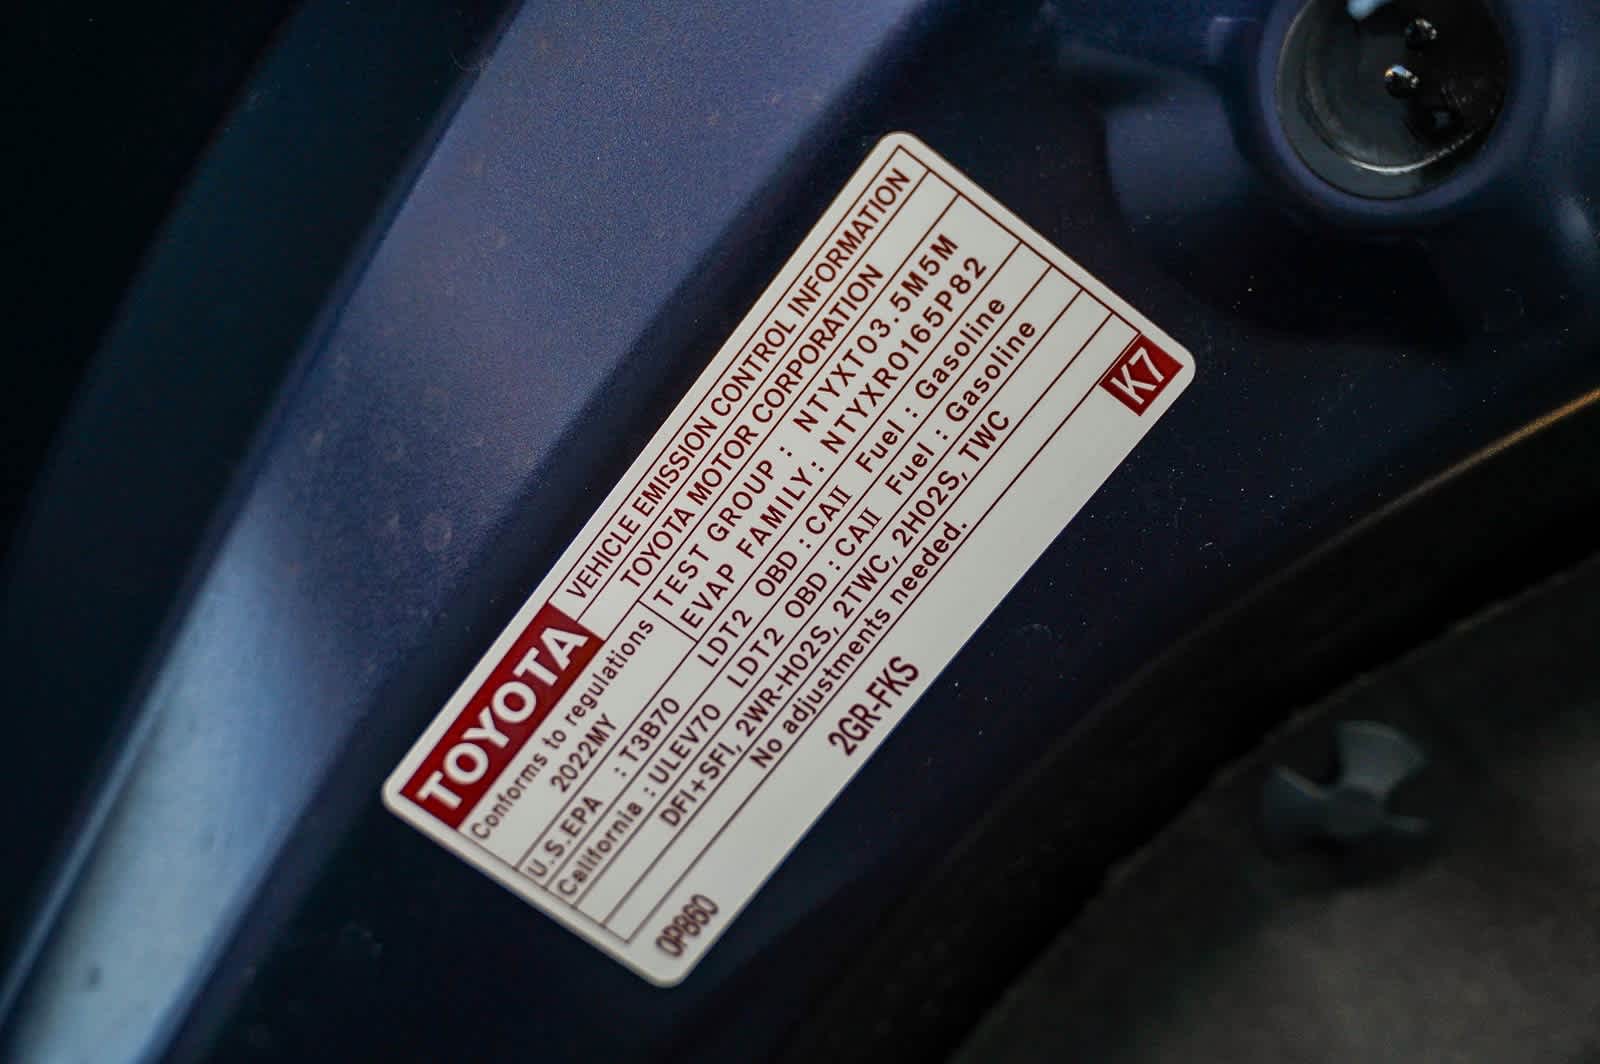 TOYOTA VEHICLE EMISSION CONTROL INFORMATION
Conforms to regulations TOYOTA MOTOR CORPORATION
2022MY TEST GROUP : NTYXT03.5M5M
EVAP FAMILY: NTYXR0165P82
U.S.EPA : T3B70 LDT2 OBD : CAII Fuel : Gasoline
California : ULEV70 LDT2 OBD : CAII Fuel : Gasoline
DFI+SFI, 2WR-HO2S, 2TWC, 2HO2S, TWC
No adjustments needed.
0P860 2GR-FKS K7